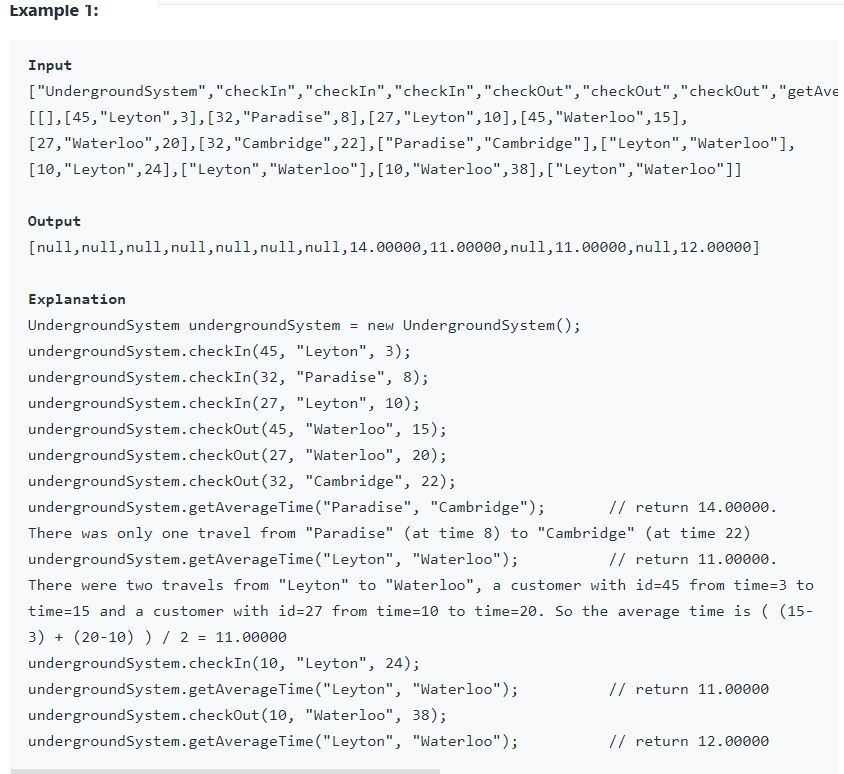 Example 1:
Input
["UndergroundSystem","checkIn","checkIn","checkIn","checkOut","checkOut","checkOut","getAve
[[],[45,"Leyton",3],[32,"Paradise",8],[27,"Leyton",10],[45,"Waterloo",15],
[27,"Waterloo",20],[32,"Cambridge",22],["Paradise","Cambridge"],["Leyton","Waterloo"],
[10,"Leyton",24],["Leyton","Waterloo"],[10,"Waterloo",38],["Leyton","Waterloo"]]
Output
[null,null,null,null,null,null,null,14.00000,11.00000,null,11.00000,null,12.00000]
Explanation
UndergroundSystem undergroundSystem = new UndergroundSystem();
undergroundSystem.checkIn(45, "Leyton", 3);
undergroundSystem.checkIn(32, "Paradise", 8);
undergroundSystem.checkIn(27, "Leyton", 10);
undergroundSystem.checkOut(45, "Waterloo", 15);
undergroundSystem.checkOut(27, "Waterloo", 20);
undergroundSystem.checkOut(32, "Cambridge", 22);
undergroundSystem.getAverageTime("Paradise", "Cambridge");       // return 14.00000.
There was only one travel from "Paradise" (at time 8) to "Cambridge" (at time 22)
undergroundSystem.getAverageTime("Leyton", "Waterloo");          // return 11.00000.
There were two travels from "Leyton" to "Waterloo", a customer with id=45 from time=3 to
time=15 and a customer with id=27 from time=10 to time=20. So the average time is ( (15-
3) + (20-10) ) / 2 = 11.00000
undergroundSystem.checkIn(10, "Leyton", 24);
undergroundSystem.getAverageTime("Leyton", "Waterloo");          // return 11.00000
undergroundSystem.checkOut(10, "Waterloo", 38);
undergroundSystem.getAverageTime("Leyton", "Waterloo");          // return 12.00000